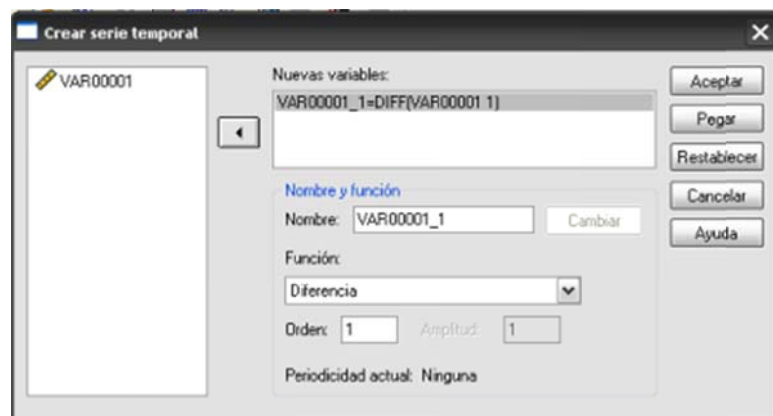 Crear serie temporal
VAR00001
Nuevas variables:
VAR00001_1=DIFF(VAR00001 1)
Nombre y función
Nombre: VAR00001_1 Cambiar
Función:
Diferencia
Orden: 1 Amplitud: 1
Periodicidad actual: Ninguna
Aceptar
Pegar
Restablecer
Cancelar
Ayuda